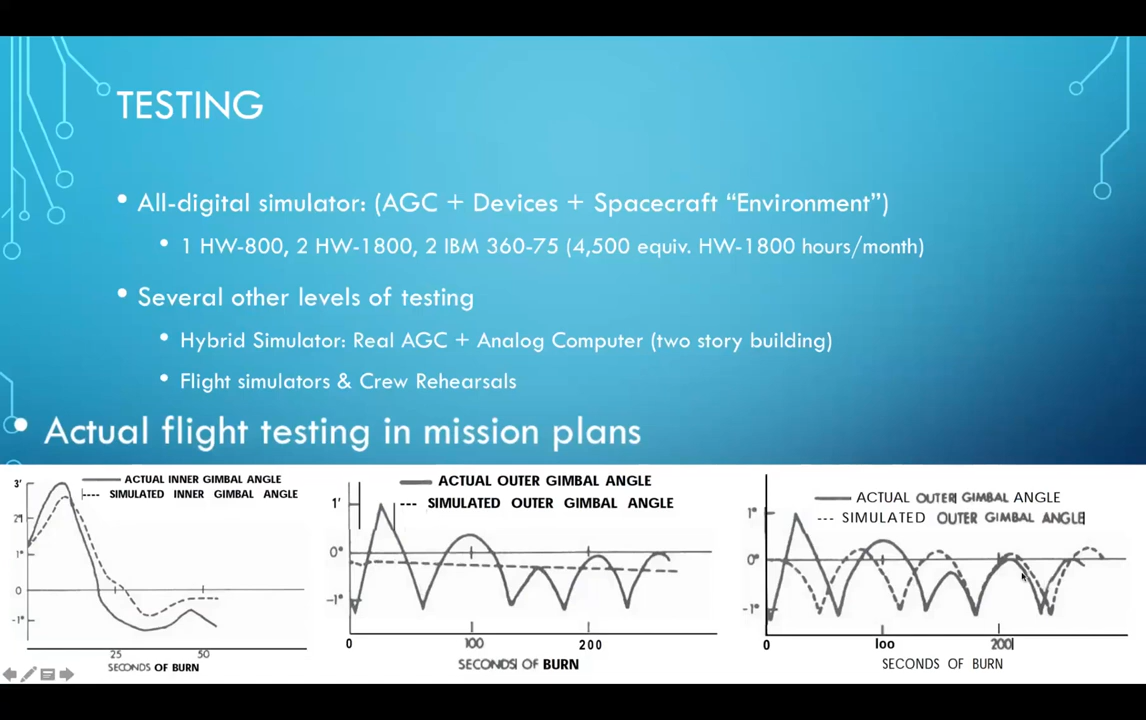 TESTING
• All-digital simulator: (AGC + Devices + Spacecraft “Environment”)
• 1 HW-800, 2 HW-1800, 2 IBM 360-75 (4,500 equiv. HW-1800 hours/month)
• Several other levels of testing
• Hybrid Simulator: Real AGC + Analog Computer (two story building)
• Flight simulators & Crew Rehearsals
• Actual flight testing in mission plans
ACTUAL INNER GIMBAL ANGLE
SIMULATED INNER GIMBAL ANGLE
3'
2°
1°
0
-1°
25 50
SECONDS OF BURN
ACTUAL OUTER GIMBAL ANGLE
SIMULATED OUTER GIMBAL ANGLE
1'
0°
-1°
0 100 200
SECONDS OF BURN
ACTUAL OUTER GIMBAL ANGLE
SIMULATED OUTER GIMBAL ANGLE
1°
0°
-1°
0 100 200
SECONDS OF BURN